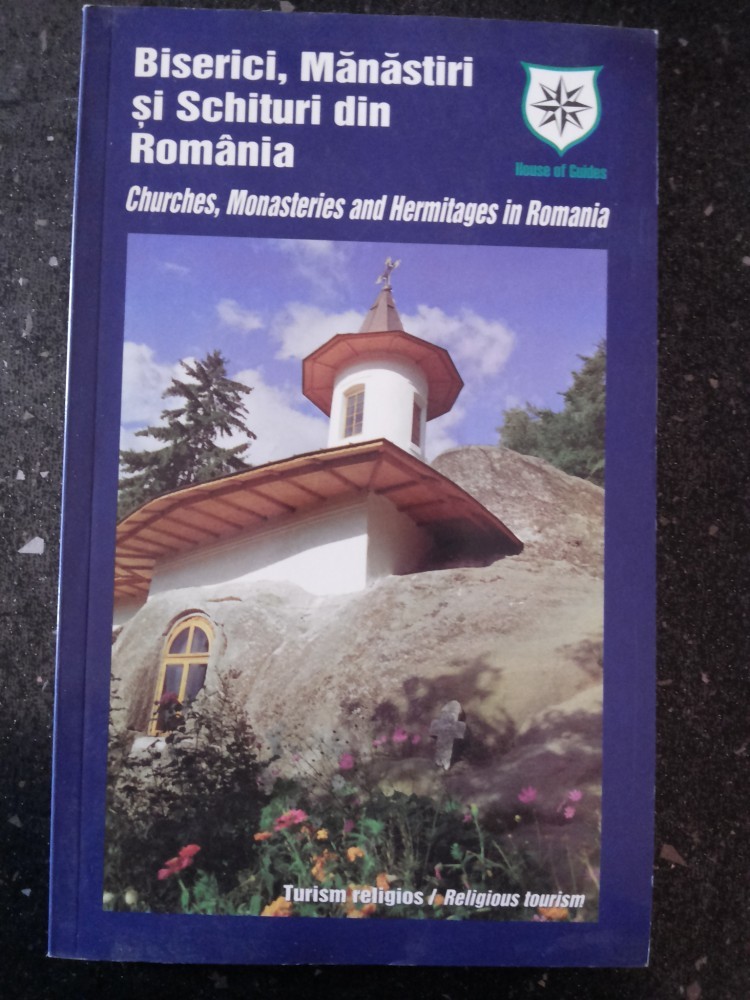 Biserici, Mănăstiri
și Schituri din
România
House of Guides
Churches, Monasteries and Hermitages in Romania
Turism religios / Religious tourism